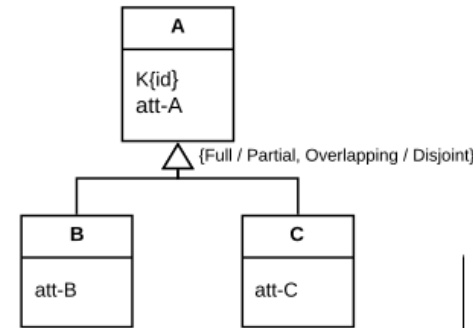 A
K{id}
att-A
{Full / Partial, Overlapping / Disjoint}
B
C
att-B
att-C